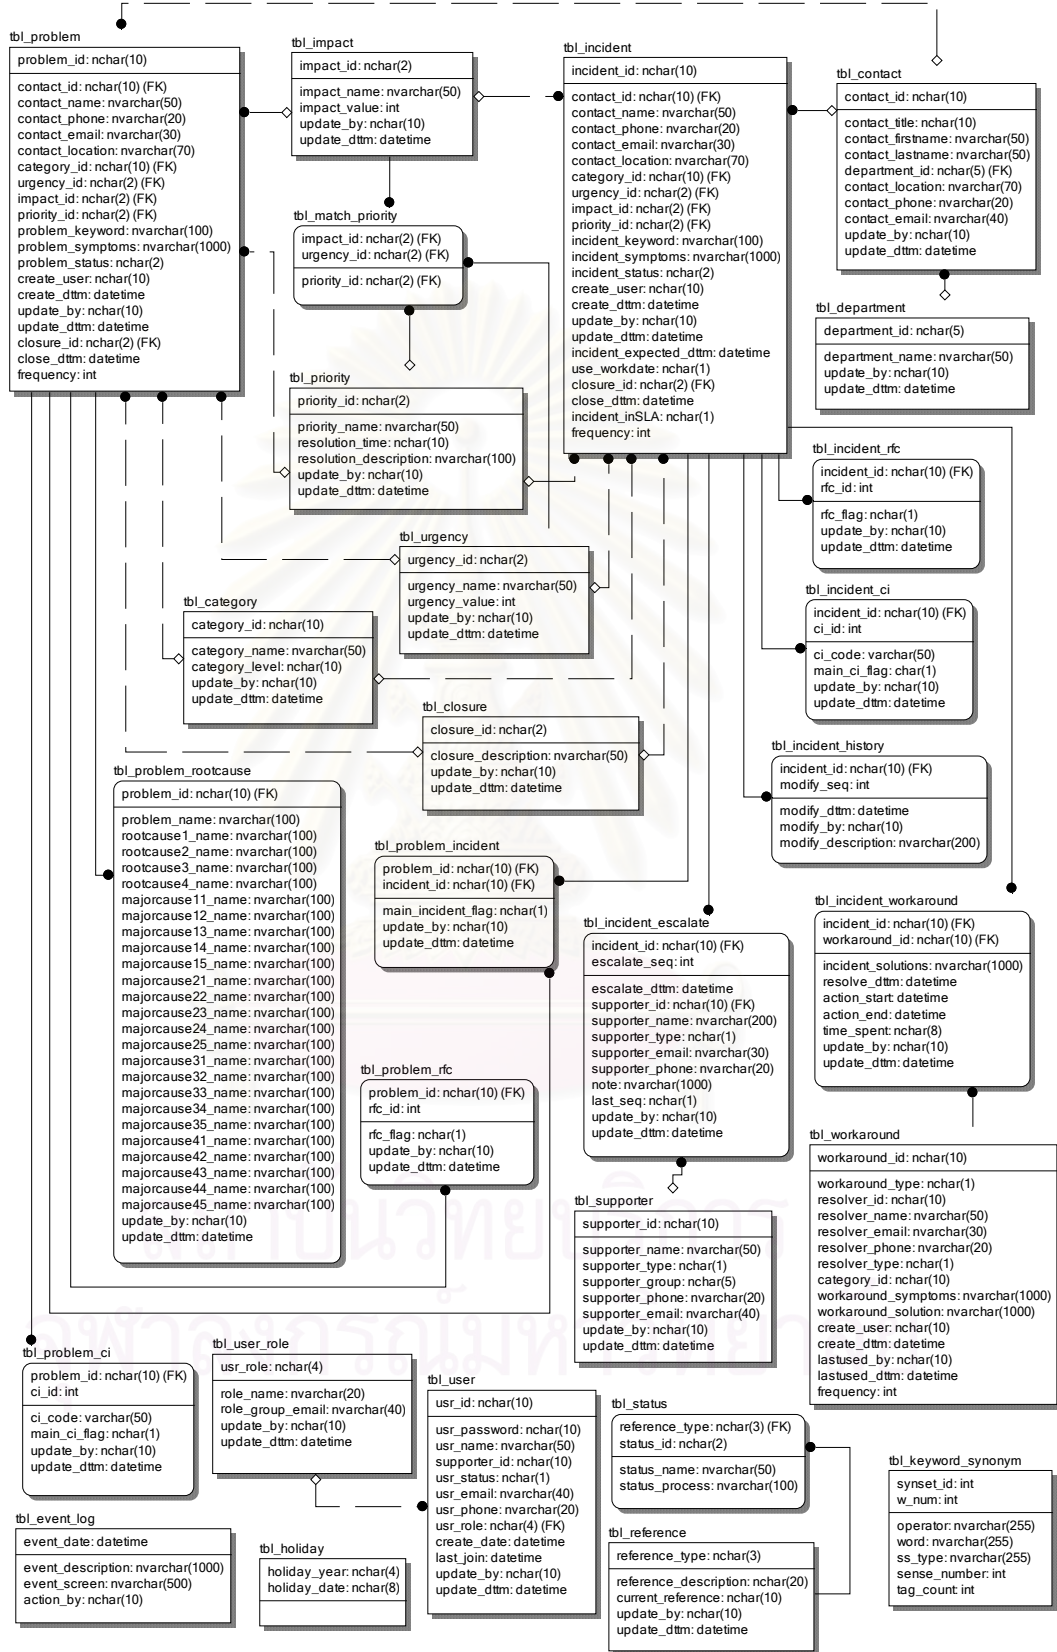 tbl_problem
problem_id: nchar(10)
contact_id: nchar(10) (FK)
contact_name: nvarchar(50)
contact_phone: nvarchar(20)
contact_email: nvarchar(30)
contact_location: nvarchar(70)
category_id: nchar(10) (FK)
urgency_id: nchar(2) (FK)
impact_id: nchar(2) (FK)
priority_id: nchar(2) (FK)
problem_keyword: nvarchar(100)
problem_symptoms: nvarchar(1000)
problem_status: nchar(2)
create_user: nchar(10)
create_dttm: datetime
update_by: nchar(10)
update_dttm: datetime
closure_id: nchar(2) (FK)
close_dttm: datetime
frequency: int
tbl_impact
impact_id: nchar(2)
impact_name: nvarchar(50)
impact_value: int
update_by: nchar(10)
update_dttm: datetime
tbl_match_priority
impact_id: nchar(2) (FK)
urgency_id: nchar(2) (FK)
priority_id: nchar(2) (FK)
tbl_priority
priority_id: nchar(2)
priority_name: nvarchar(50)
resolution_time: nchar(10)
resolution_description: nvarchar(100)
update_by: nchar(10)
update_dttm: datetime
tbl_incident
incident_id: nchar(10)
contact_id: nchar(10) (FK)
contact_name: nvarchar(50)
contact_phone: nvarchar(20)
contact_email: nvarchar(30)
contact_location: nvarchar(70)
category_id: nchar(10) (FK)
urgency_id: nchar(2) (FK)
impact_id: nchar(2) (FK)
priority_id: nchar(2) (FK)
incident_keyword: nvarchar(100)
incident_symptoms: nvarchar(1000)
incident_status: nchar(2)
create_user: nchar(10)
create_dttm: datetime
update_by: nchar(10)
update_dttm: datetime
incident_expected_dttm: datetime
use_workdate: nchar(1)
closure_id: nchar(2) (FK)
close_dttm: datetime
incident_inSLA: nchar(1)
frequency: int
tbl_contact
contact_id: nchar(10)
contact_title: nchar(10)
contact_firstname: nvarchar(50)
contact_lastname: nvarchar(50)
department_id: nchar(5) (FK)
contact_location: nvarchar(70)
contact_phone: nvarchar(20)
contact_email: nvarchar(40)
update_by: nchar(10)
update_dttm: datetime
tbl_department
department_id: nchar(5)
department_name: nvarchar(50)
update_by: nchar(10)
update_dttm: datetime
tbl_incident_rfc
incident_id: nchar(10) (FK)
rfc_id: int
rfc_flag: nchar(1)
update_by: nchar(10)
update_dttm: datetime
tbl_urgency
urgency_id: nchar(2)
urgency_name: nvarchar(50)
urgency_value: int
update_by: nchar(10)
update_dttm: datetime
tbl_category
category_id: nchar(10)
category_name: nvarchar(50)
category_level: nchar(10)
update_by: nchar(10)
update_dttm: datetime
tbl_incident_ci
incident_id: nchar(10) (FK)
ci_id: int
ci_code: varchar(50)
main_ci_flag: char(1)
update_by: nchar(10)
update_dttm: datetime
tbl_closure
closure_id: nchar(2)
closure_description: nvarchar(50)
update_by: nchar(10)
update_dttm: datetime
tbl_incident_history
incident_id: nchar(10) (FK)
modify_seq: int
modify_dttm: datetime
modify_by: nchar(10)
modify_description: nvarchar(200)
tbl_problem_rootcause
problem_id: nchar(10) (FK)
problem_name: nvarchar(100)
rootcause1_name: nvarchar(100)
rootcause2_name: nvarchar(100)
rootcause3_name: nvarchar(100)
rootcause4_name: nvarchar(100)
majorcause11_name: nvarchar(100)
majorcause12_name: nvarchar(100)
majorcause13_name: nvarchar(100)
majorcause14_name: nvarchar(100)
majorcause15_name: nvarchar(100)
majorcause21_name: nvarchar(100)
majorcause22_name: nvarchar(100)
majorcause23_name: nvarchar(100)
majorcause24_name: nvarchar(100)
majorcause25_name: nvarchar(100)
majorcause31_name: nvarchar(100)
majorcause32_name: nvarchar(100)
majorcause33_name: nvarchar(100)
majorcause34_name: nvarchar(100)
majorcause35_name: nvarchar(100)
majorcause41_name: nvarchar(100)
majorcause42_name: nvarchar(100)
majorcause43_name: nvarchar(100)
majorcause44_name: nvarchar(100)
majorcause45_name: nvarchar(100)
update_by: nchar(10)
update_dttm: datetime
tbl_problem_incident
problem_id: nchar(10) (FK)
incident_id: nchar(10) (FK)
main_incident_flag: nchar(1)
update_by: nchar(10)
update_dttm: datetime
tbl_incident_escalate
incident_id: nchar(10) (FK)
escalate_seq: int
escalate_dttm: datetime
supporter_id: nchar(10) (FK)
supporter_name: nvarchar(200)
supporter_type: nchar(1)
supporter_email: nvarchar(30)
supporter_phone: nvarchar(20)
note: nvarchar(1000)
last_seq: nchar(1)
update_by: nchar(10)
update_dttm: datetime
tbl_incident_workaround
incident_id: nchar(10) (FK)
workaround_id: nchar(10) (FK)
incident_solutions: nvarchar(1000)
resolve_dttm: datetime
action_start: datetime
action_end: datetime
time_spent: nchar(8)
update_by: nchar(10)
update_dttm: datetime
tbl_problem_rfc
problem_id: nchar(10) (FK)
rfc_id: int
rfc_flag: nchar(1)
update_by: nchar(10)
update_dttm: datetime
tbl_workaround
workaround_id: nchar(10)
workaround_type: nchar(1)
resolver_id: nchar(10)
resolver_name: nvarchar(50)
resolver_email: nvarchar(30)
resolver_phone: nvarchar(20)
resolver_type: nchar(1)
category_id: nchar(10)
workaround_symptoms: nvarchar(1000)
workaround_solution: nvarchar(1000)
create_user: nchar(10)
create_dttm: datetime
lastused_by: nchar(10)
lastused_dttm: datetime
frequency: int
tbl_supporter
supporter_id: nchar(10)
supporter_name: nvarchar(50)
supporter_type: nchar(1)
supporter_group: nchar(5)
supporter_phone: nvarchar(20)
supporter_email: nvarchar(40)
update_by: nchar(10)
update_dttm: datetime
tbl_problem_ci
problem_id: nchar(10) (FK)
ci_id: int
ci_code: varchar(50)
main_ci_flag: nchar(1)
update_by: nchar(10)
update_dttm: datetime
tbl_user_role
usr_role: nchar(4)
role_name: nvarchar(20)
role_group_email: nvarchar(40)
update_by: nchar(10)
update_dttm: datetime
tbl_user
usr_id: nchar(10)
usr_password: nchar(10)
usr_name: nvarchar(50)
supporter_id: nchar(10)
usr_status: nchar(1)
usr_email: nvarchar(40)
usr_phone: nvarchar(20)
usr_role: nchar(4) (FK)
create_date: datetime
last_join: datetime
update_by: nchar(10)
update_dttm: datetime
tbl_status
reference_type: nchar(3) (FK)
status_id: nchar(2)
status_name: nvarchar(50)
status_process: nvarchar(100)
tbl_keyword_synonym
synset_id: int
w_num: int
operator: nvarchar(255)
word: nvarchar(255)
ss_type: nvarchar(255)
sense_number: int
tag_count: int
tbl_event_log
event_date: datetime
event_description: nvarchar(1000)
event_screen: nvarchar(500)
action_by: nchar(10)
tbl_holiday
holiday_year: nchar(4)
holiday_date: nchar(8)
tbl_reference
reference_type: nchar(3)
reference_description: nchar(20)
current_reference: nchar(10)
update_by: nchar(10)
update_dttm: datetime